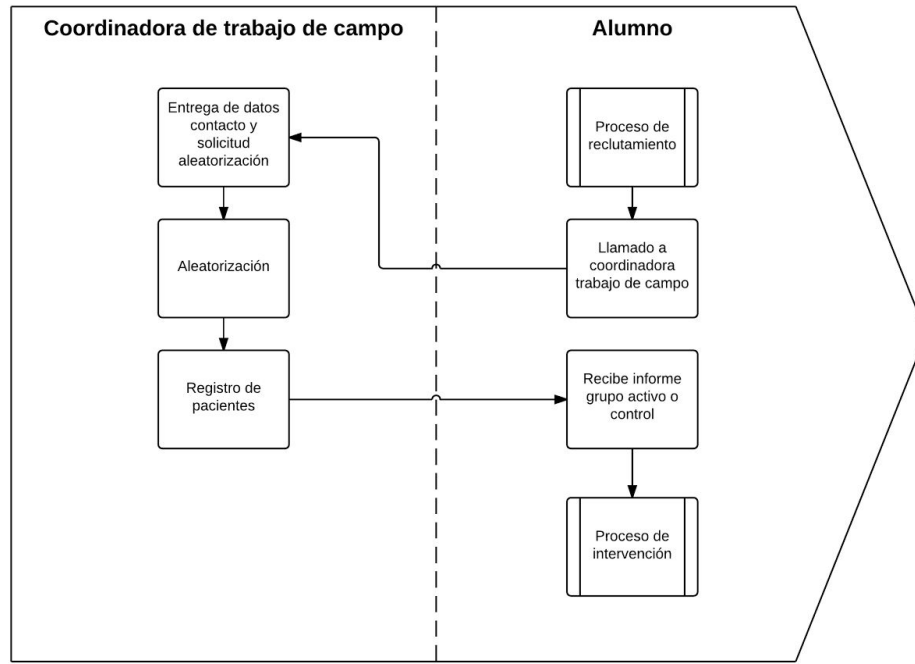 Coordinadora de trabajo de campo
Alumno
Entrega de datos
contacto y
solicitud
aleatorización
Proceso de
reclutamiento
Aleatorización
Llamado a
coordinadora
trabajo de campo
Registro de
pacientes
Recibe informe
grupo activo o
control
Proceso de
intervención